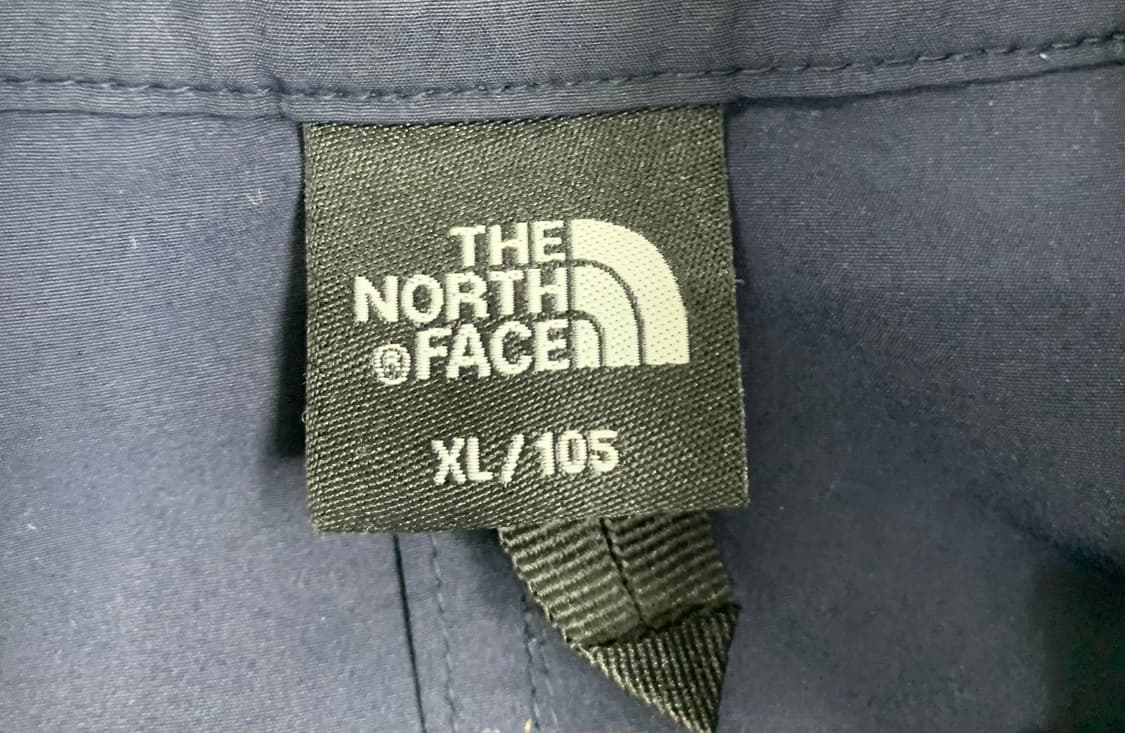 THE
NORTH
®FACE
XL/105